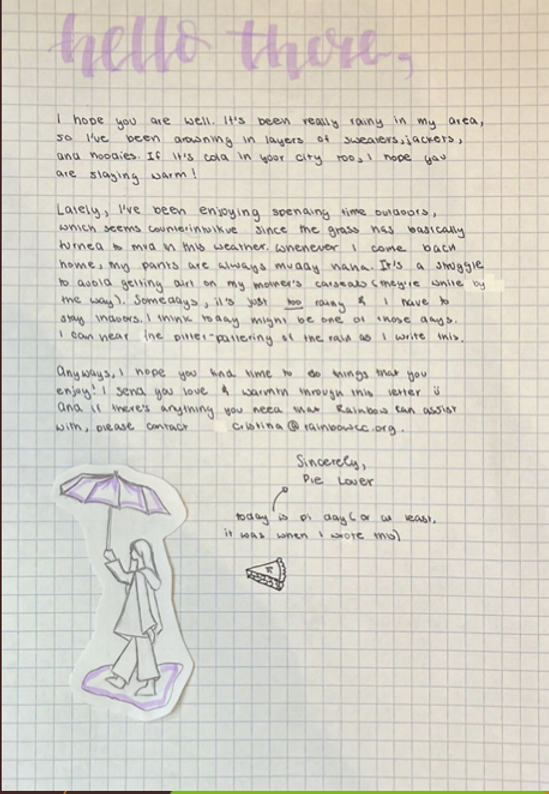 hello there,
I hope you are well. It's been really rainy in my area,
so I've been drowning in layers of sweaters, jackets,
and hoodies. If it's cold in your city too, I hope you
are staying warm!
Lately, I've been enjoying spending time outdoors,
which seems counterintuitive since the grass has basically
turned to mud in this weather. Whenever I come back
home, my pants are always muddy haha. It's a struggle
to avoid getting dirt on my mother's carseats (they're white by
the way). Some days, it's just too rainy & I have to
stay indoors. I think today might be one of those days.
I can hear the pitter-pattering of the rain as I write this.
Anyways, I hope you find time to do things that you
enjoy! I send you love & warmth through this letter ü
and if there's anything you need that Rainbow can assist
with, please contact Cristina@rainbowcc.org.
Sincerely,
Pie Lover
today is pi day (or at least,
it was when I wrote this)
π